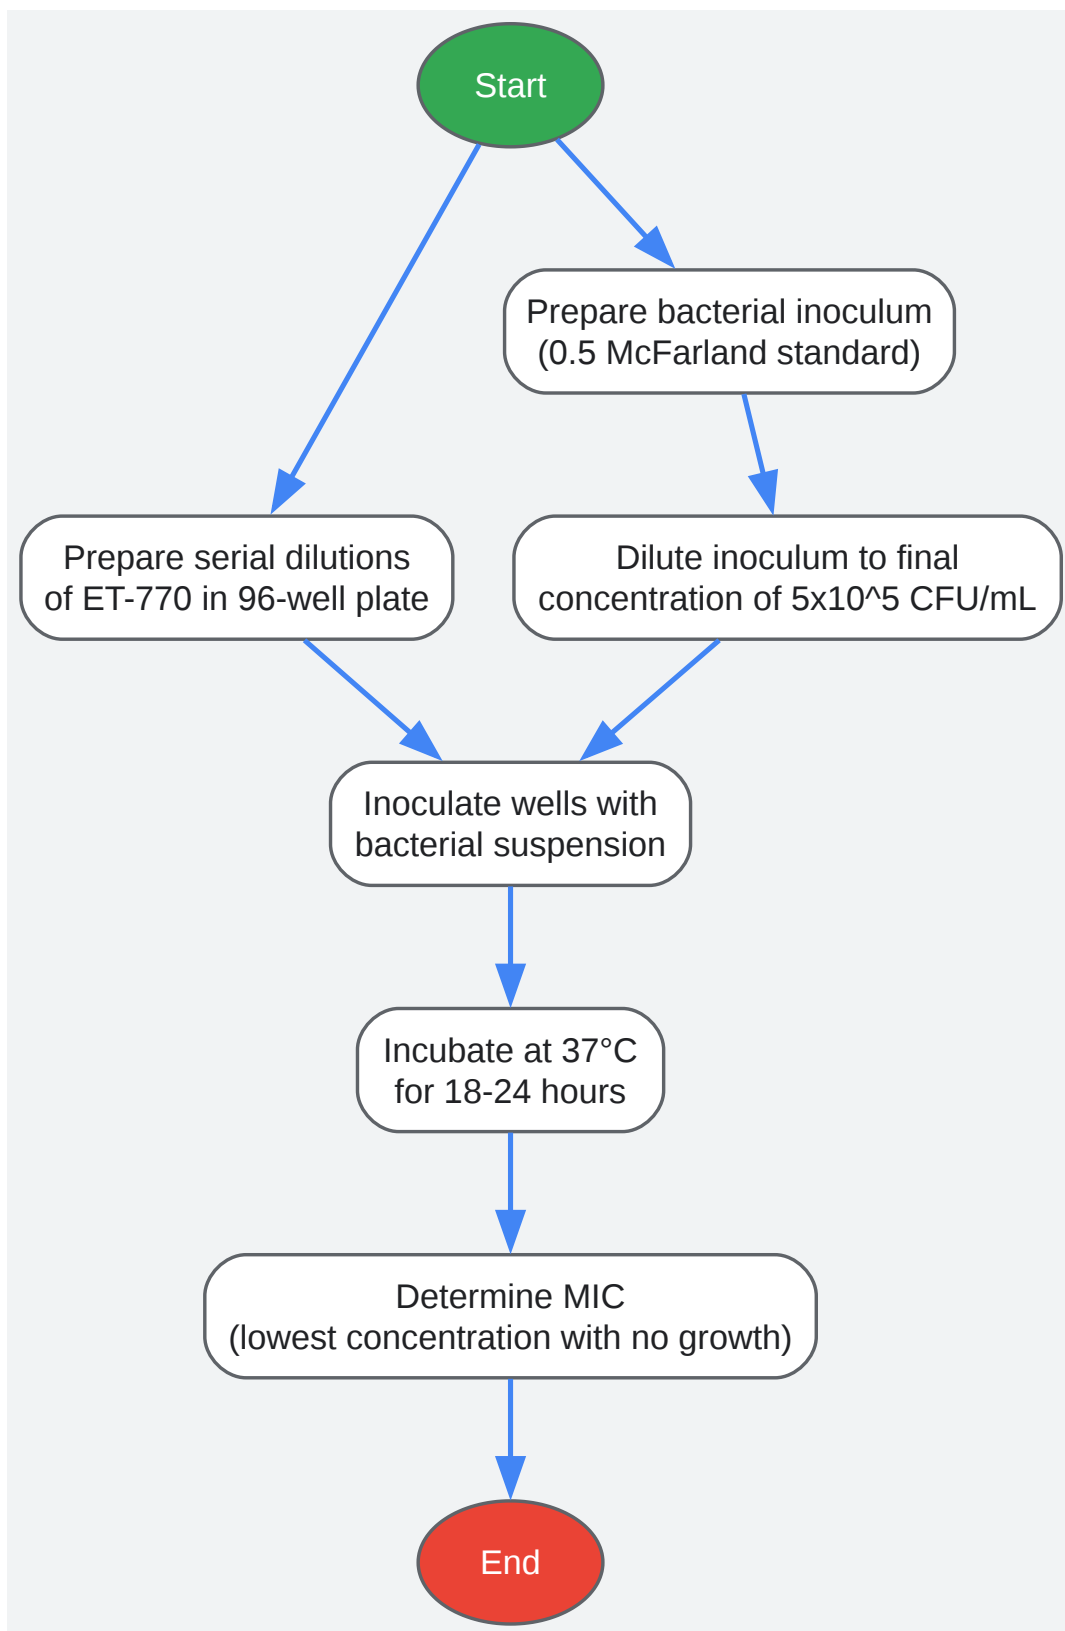 Start
Prepare bacterial inoculum
(0.5 McFarland standard)
Prepare serial dilutions
of ET-770 in 96-well plate
Dilute inoculum to final
concentration of 5x10^5 CFU/mL
Inoculate wells with
bacterial suspension
Incubate at 37°C
for 18-24 hours
Determine MIC
(lowest concentration with no growth)
End